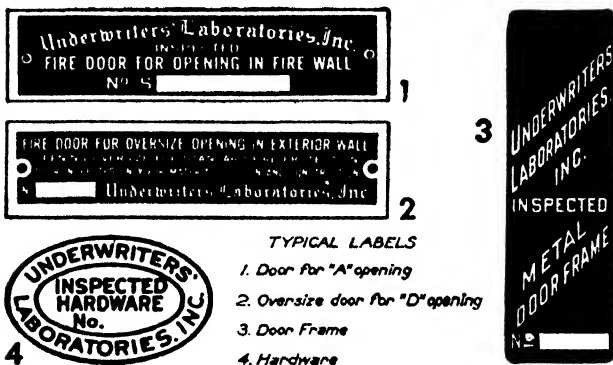 Underwriters' Laboratories, Inc.
INSPECTED
FIRE DOOR FOR OPENING IN FIRE WALL
No. S
1
FIRE DOOR FOR OVERSIZE OPENING IN EXTERIOR WALL
N
Underwriters' Laboratories, Inc.
2
3
UNDERWRITERS
LABORATORIES.
INC.
INSPECTED
METAL
DOOR FRAME
No
UNDERWRITERS'
INSPECTED
HARDWARE
No.
LABORATORIES, INC.
4
TYPICAL LABELS
1. Door for "A" opening
2. Oversize door for "D" opening
3. Door Frame
4. Hardware